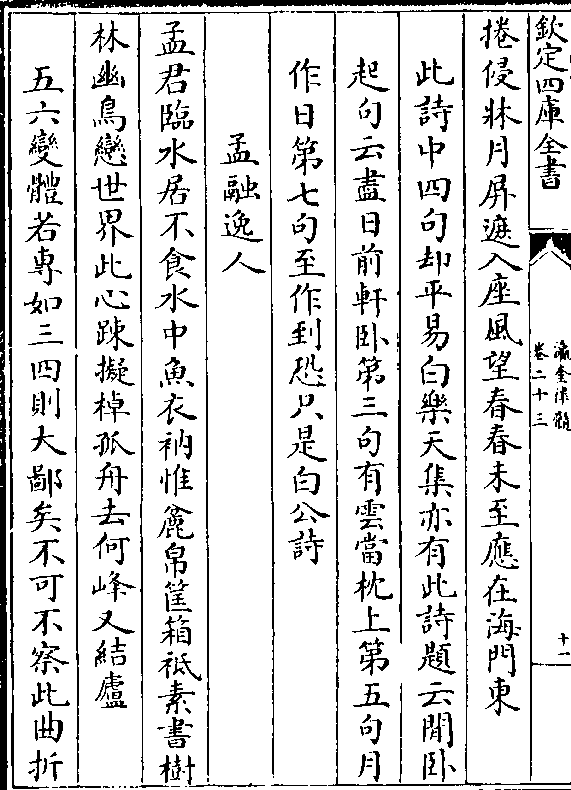 欽定四庫全書
瀛奎律髓
卷二十三
十一
捲侵牀月屏遮入座風望春春未至應在海門東
此詩中四句却平易白樂天集亦有此詩題云閒卧
起句云盡日前軒卧第三句有雲當枕上第五句月
作日第七句至作到恐只是白公詩
孟融逸人
孟君臨水居不食水中魚衣衲惟麄帛筐箱祗素書樹
林幽鳥戀世界此心踈擬棹孤舟去何峰又結廬
五六變體若專如三四則大鄙矣不可不察此曲折